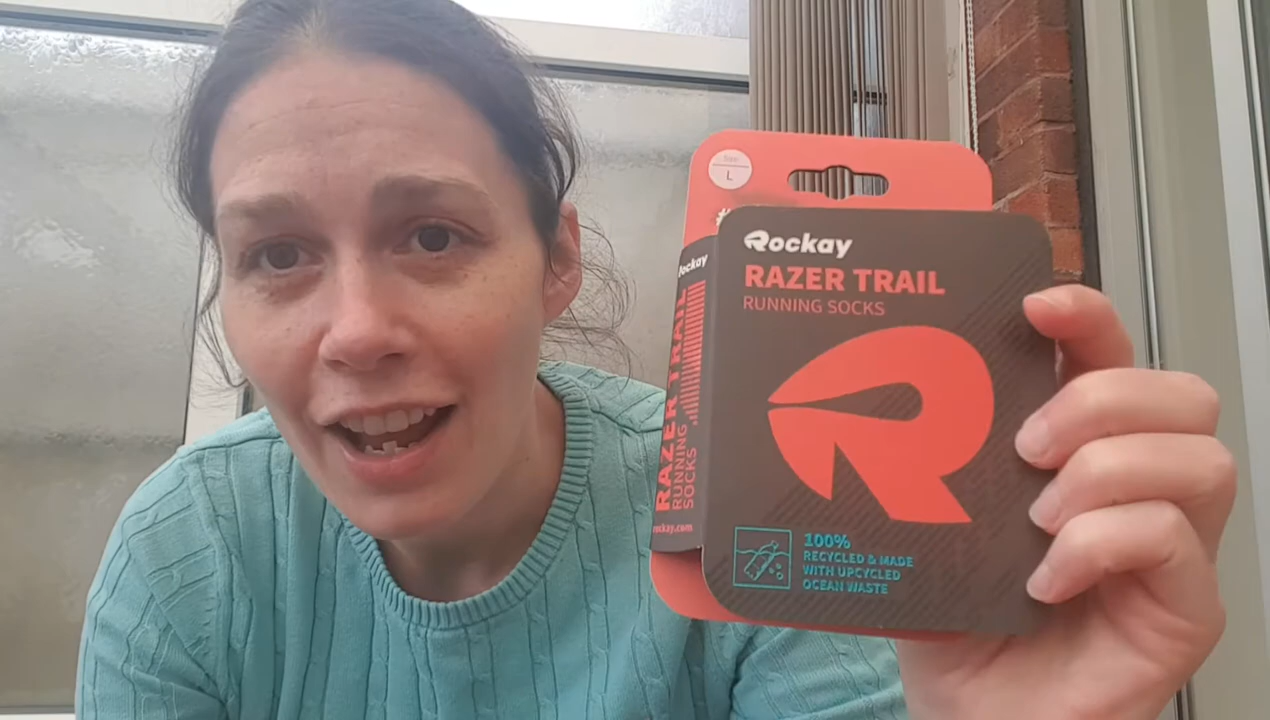 Size
L
Rockay
RAZER TRAIL
RUNNING SOCKS
100%
RECYCLED & MADE
WITH UPCYCLED
OCEAN WASTE
Rockay
RAZER TRAIL
RUNNING
SOCKS
rockay.com